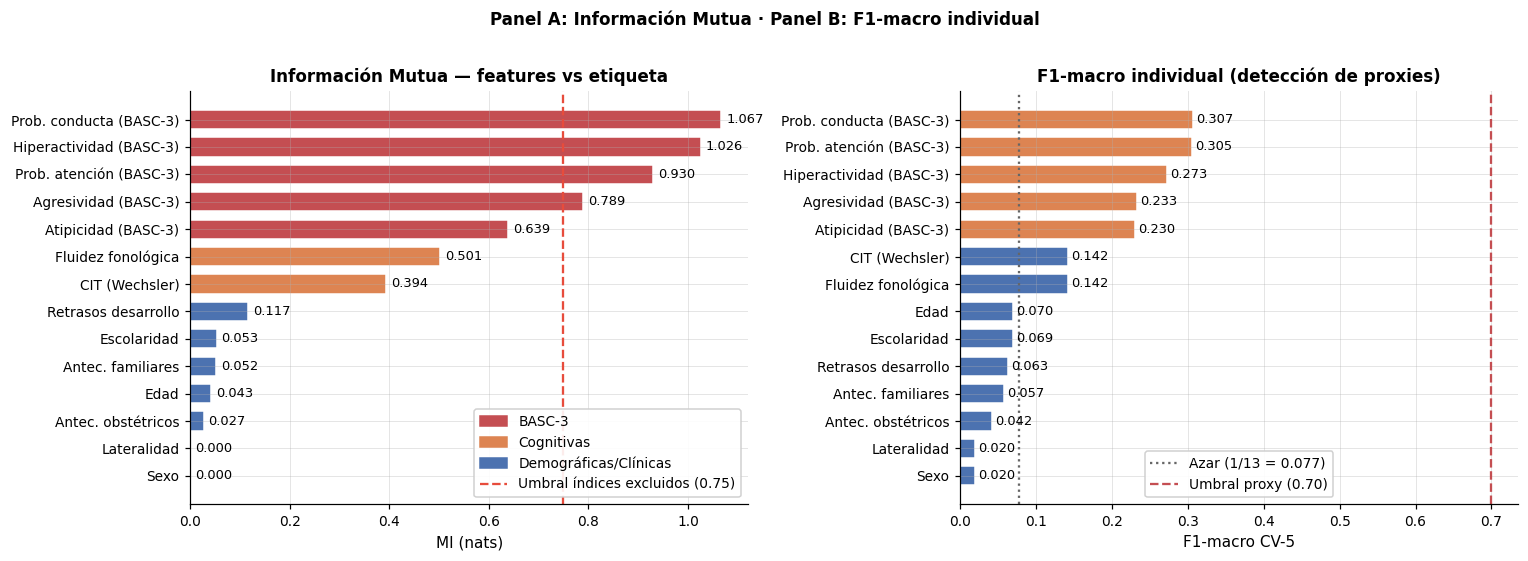 Panel A: Información Mutua · Panel B: F1-macro individual
Información Mutua — features vs etiqueta
Prob. conducta (BASC-3) 1.067
Hiperactividad (BASC-3) 1.026
Prob. atención (BASC-3) 0.930
Agresividad (BASC-3) 0.789
Atipicidad (BASC-3) 0.639
Fluidez fonológica 0.501
CIT (Wechsler) 0.394
Retrasos desarrollo 0.117
Escolaridad 0.053
Antec. familiares 0.052
Edad 0.043
Antec. obstétricos 0.027
Lateralidad 0.000
Sexo 0.000
BASC-3
Cognitivas
Demográficas/Clínicas
Umbral índices excluidos (0.75)
0.0 0.2 0.4 0.6 0.8 1.0
MI (nats)
F1-macro individual (detección de proxies)
Prob. conducta (BASC-3) 0.307
Prob. atención (BASC-3) 0.305
Hiperactividad (BASC-3) 0.273
Agresividad (BASC-3) 0.233
Atipicidad (BASC-3) 0.230
CIT (Wechsler) 0.142
Fluidez fonológica 0.142
Edad 0.070
Escolaridad 0.069
Retrasos desarrollo 0.063
Antec. familiares 0.057
Antec. obstétricos 0.042
Lateralidad 0.020
Sexo 0.020
Azar (1/13 = 0.077)
Umbral proxy (0.70)
0.0 0.1 0.2 0.3 0.4 0.5 0.6 0.7
F1-macro CV-5